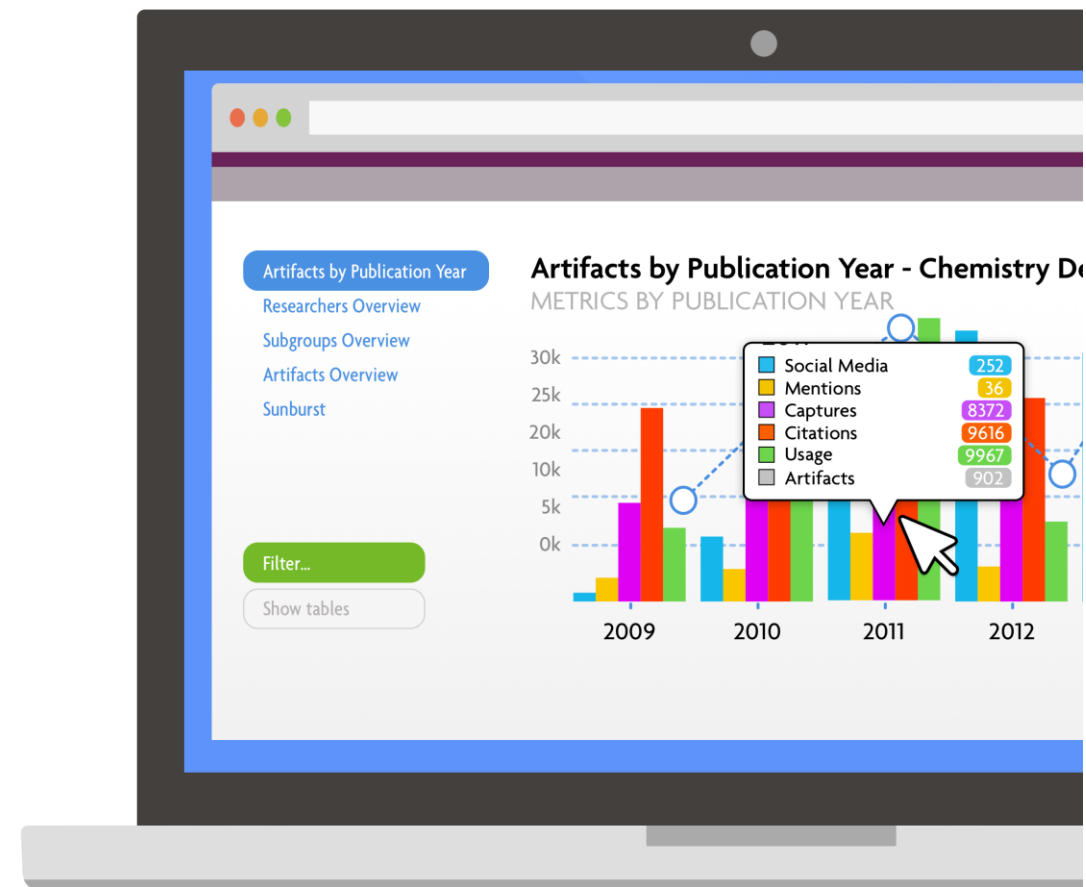 Artifacts by Publication Year
Researchers Overview
Subgroups Overview
Artifacts Overview
Sunburst
Filter...
Show tables
Artifacts by Publication Year - Chemistry
METRICS BY PUBLICATION YEAR
30k
25k
20k
10k
5k
0k
Social Media 252
Mentions 36
Captures 8372
Citations 9616
Usage 9967
Artifacts 902
2009 2010 2011 2012